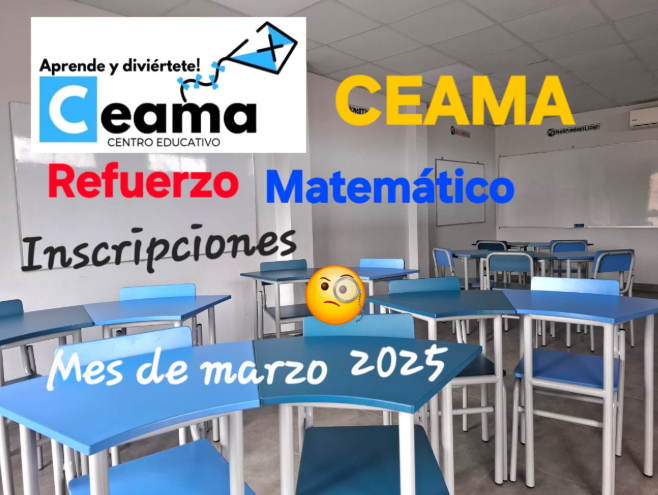 Aprende y diviértete!
Ceama
CENTRO EDUCATIVO
CEAMA
Refuerzo Matemático
Inscripciones
Mes de marzo 2025